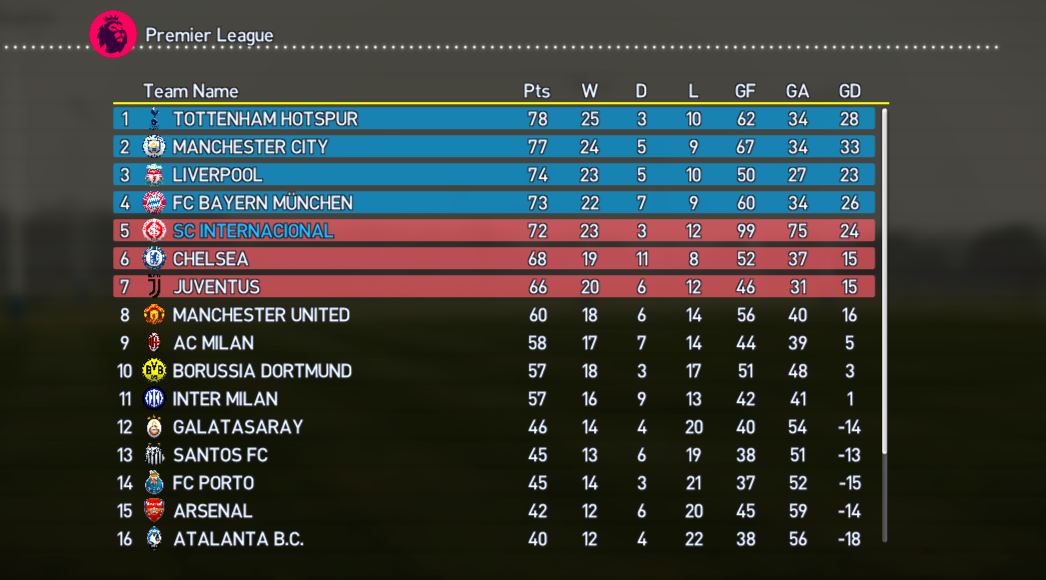 Premier League
Team Name Pts W D L GF GA GD
1 TOTTENHAM HOTSPUR 78 25 3 10 62 34 28
2 MANCHESTER CITY 77 24 5 9 67 34 33
3 LIVERPOOL 74 23 5 10 50 27 23
4 FC BAYERN MÜNCHEN 73 22 7 9 60 34 26
5 SC INTERNACIONAL 72 23 3 12 99 75 24
6 CHELSEA 68 19 11 8 52 37 15
7 JUVENTUS 66 20 6 12 46 31 15
8 MANCHESTER UNITED 60 18 6 14 56 40 16
9 AC MILAN 58 17 7 14 44 39 5
10 BORUSSIA DORTMUND 57 18 3 17 51 48 3
11 INTER MILAN 57 16 9 13 42 41 1
12 GALATASARAY 46 14 4 20 40 54 -14
13 SANTOS FC 45 13 6 19 38 51 -13
14 FC PORTO 45 14 3 21 37 52 -15
15 ARSENAL 42 12 6 20 45 59 -14
16 ATALANTA B.C. 40 12 4 22 38 56 -18